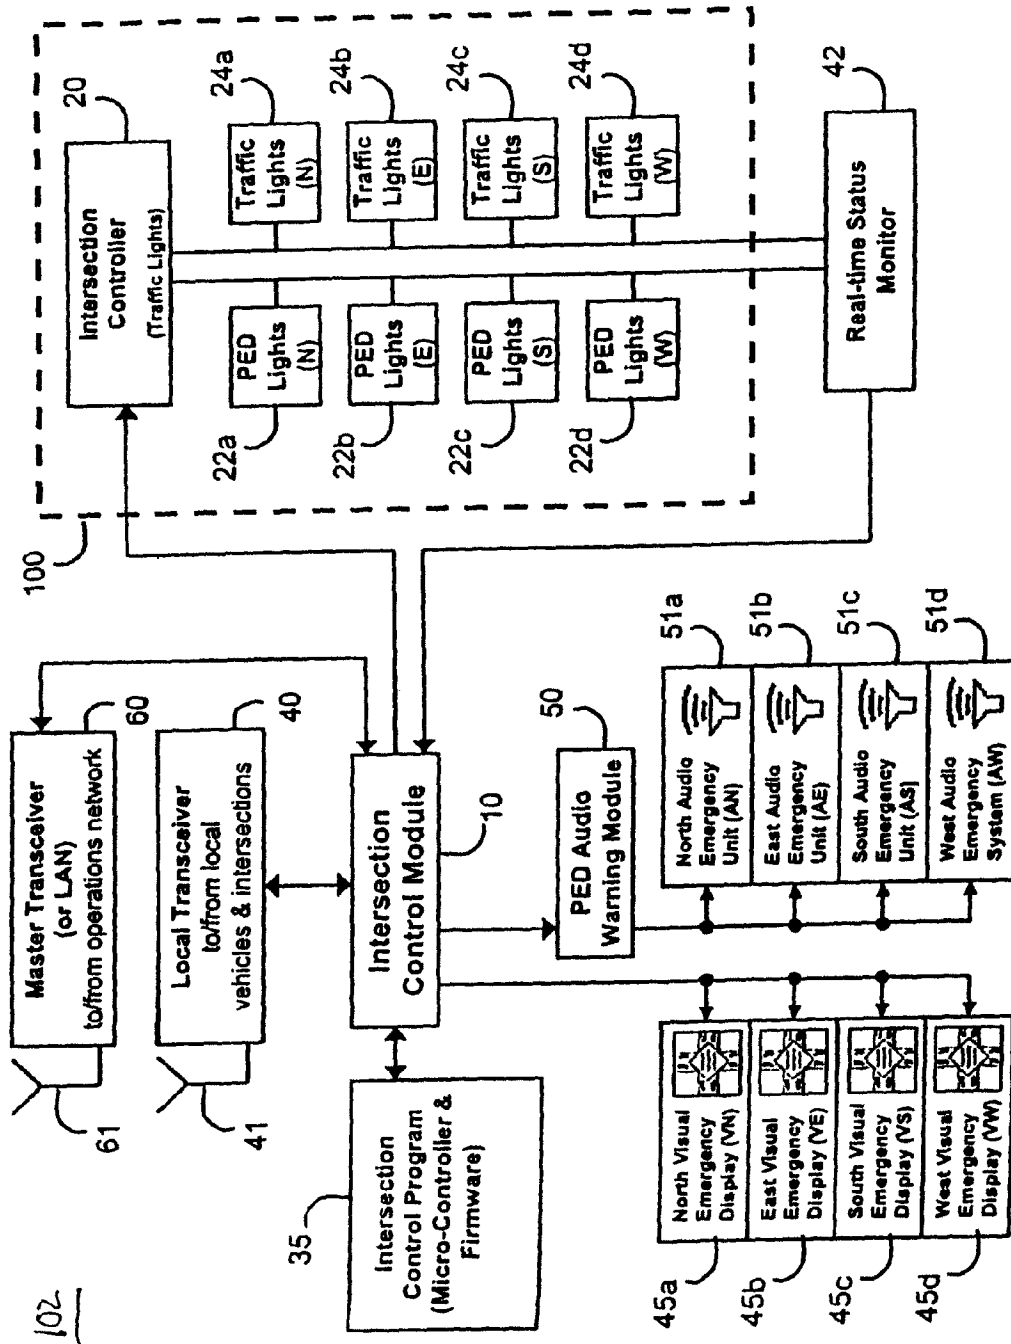 102
Master Transceiver
(or LAN)
to/from operations network
60
61
Local Transceiver
to/from local
vehicles & intersections
40
41
Intersection
Control Program
(Micro-Controller &
Firmware)
35
Intersection
Control Module
10
100
Intersection
Controller
(Traffic Lights)
20
PED
Lights
(N)
22a
Traffic
Lights
(N)
24a
PED
Lights
(E)
22b
Traffic
Lights
(E)
24b
PED
Lights
(S)
22c
Traffic
Lights
(S)
24c
PED
Lights
(W)
22d
Traffic
Lights
(W)
24d
Real-time Status
Monitor
42
PED Audio
Warning Module
50
North Visual
Emergency
Display (VN)
45a
East Visual
Emergency
Display (VE)
45b
South Visual
Emergency
Display (VS)
45c
West Visual
Emergency
Display (VW)
45d
North Audio
Emergency
Unit (AN)
51a
East Audio
Emergency
Unit (AE)
51b
South Audio
Emergency
Unit (AS)
51c
West Audio
Emergency
System (AW)
51d